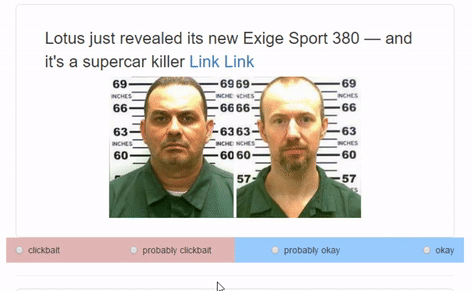 Lotus just revealed its new Exige Sport 380 — and
it's a supercar killer Link Link
69 69 69 69
INCHES INCHES INCHES
66 66 66 66
63 63 63 63
INCHES INCHES INCHES INCHES
60 60 60 60
57 57
clickbait probably clickbait probably okay okay